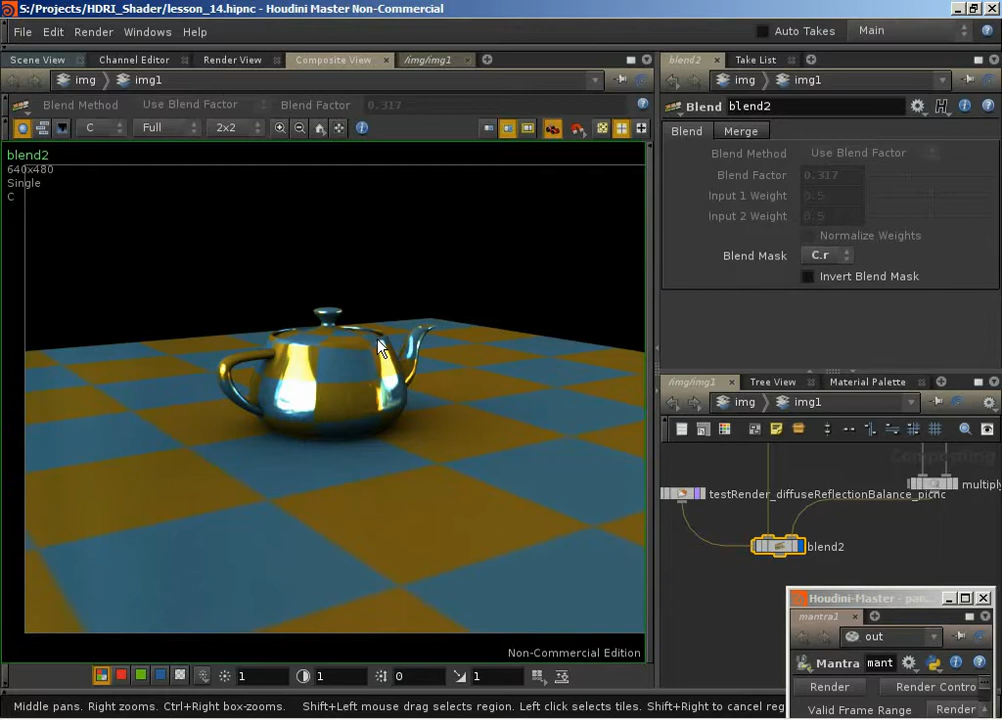 S:/Projects/HDRI_Shader/lesson_14.hipnc - Houdini Master Non-Commercial
File Edit Render Windows Help Auto Takes Main
Scene View Channel Editor Render View Composite View /img/img1
img img1
Blend Method Use Blend Factor Blend Factor 0.317
C Full 2x2
blend2
640x480
Single
C
Non-Commercial Edition
1 1 0 1
blend2 Take List
img img1
Blend blend2
Blend Merge
Blend Method Use Blend Factor
Blend Factor 0.317
Input 1 Weight 0.5
Input 2 Weight 0.5
Normalize Weights
Blend Mask C.r
Invert Blend Mask
/img/img1 Tree View Material Palette
img img1
Compositing
multiply
testRender_diffuseReflectionBalance_picnc
blend2
Houdini-Master - pan...
mantra1
out
Mantra mant
Render Render Contro
Valid Frame Range Render
Middle pans. Right zooms. Ctrl+Right box-zooms. Shift+Left mouse drag selects region. Left click selects tiles. Shift+Right to cancel reg